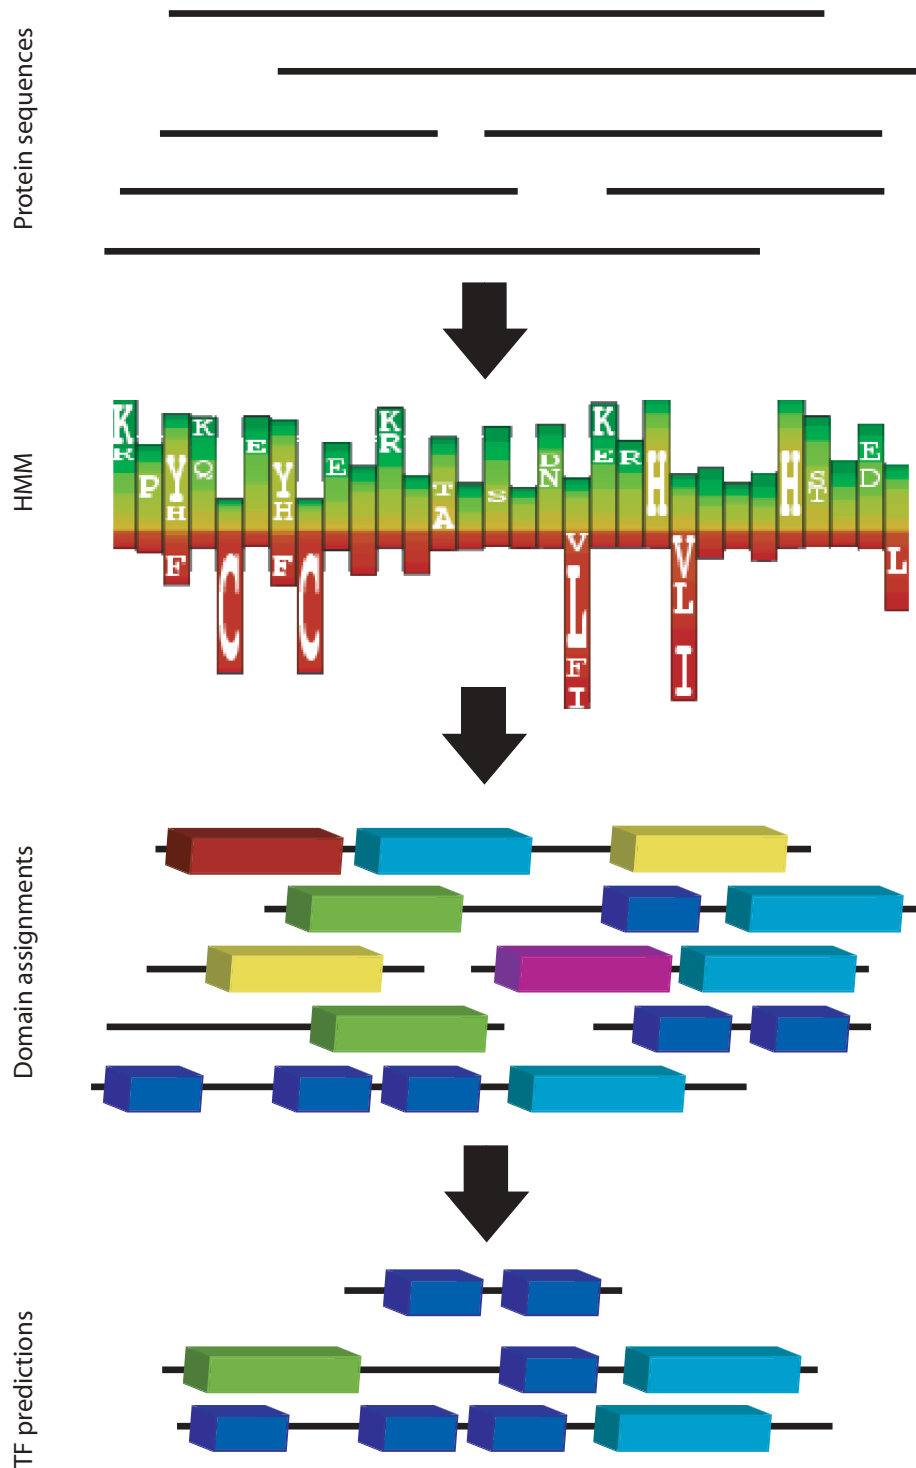 Protein sequences
HMM
K R
P
Y H F
K Q
C
E
Y H F
C
E
K R
T A
S
D N
V L F I
K E
R
H
V L I
H
S T
E D
L
Domain assignments
TF predictions